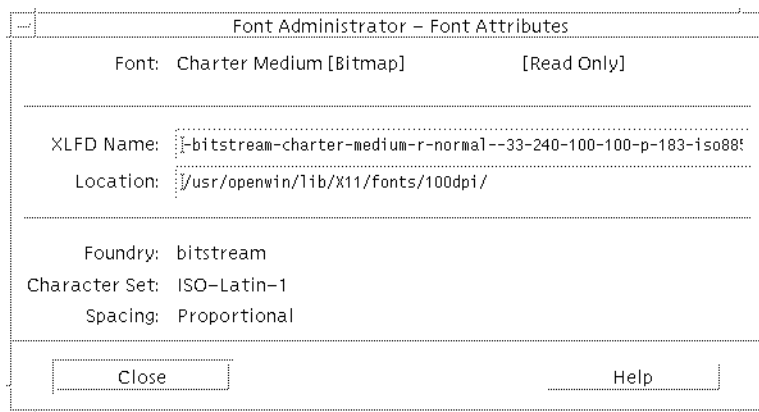 Font Administrator – Font Attributes
Font: Charter Medium [Bitmap] [Read Only]
XLFD Name: -bitstream-charter-medium-r-normal--33-240-100-100-p-183-iso885
Location: /usr/openwin/lib/X11/fonts/100dpi/
Foundry: bitstream
Character Set: ISO–Latin–1
Spacing: Proportional
Close Help